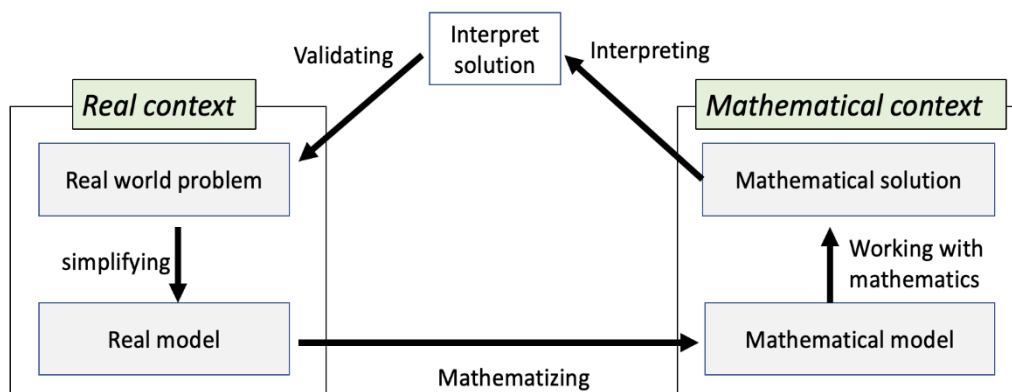 Interpret
solution
Validating
Interpreting
Real context
Mathematical context
Real world problem
Mathematical solution
simplifying
Working with
mathematics
Real model
Mathematical model
Mathematizing